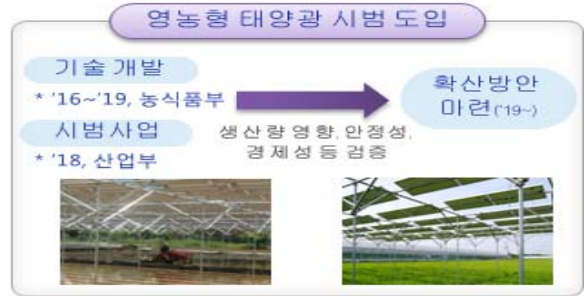 영농형 태양광 시범 도입
기술 개발
* '16~'19, 농식품부
시범사업
* '18, 산업부
생산량 영향, 안정성,
경제성 등 검증
확산방안
마련('19~)